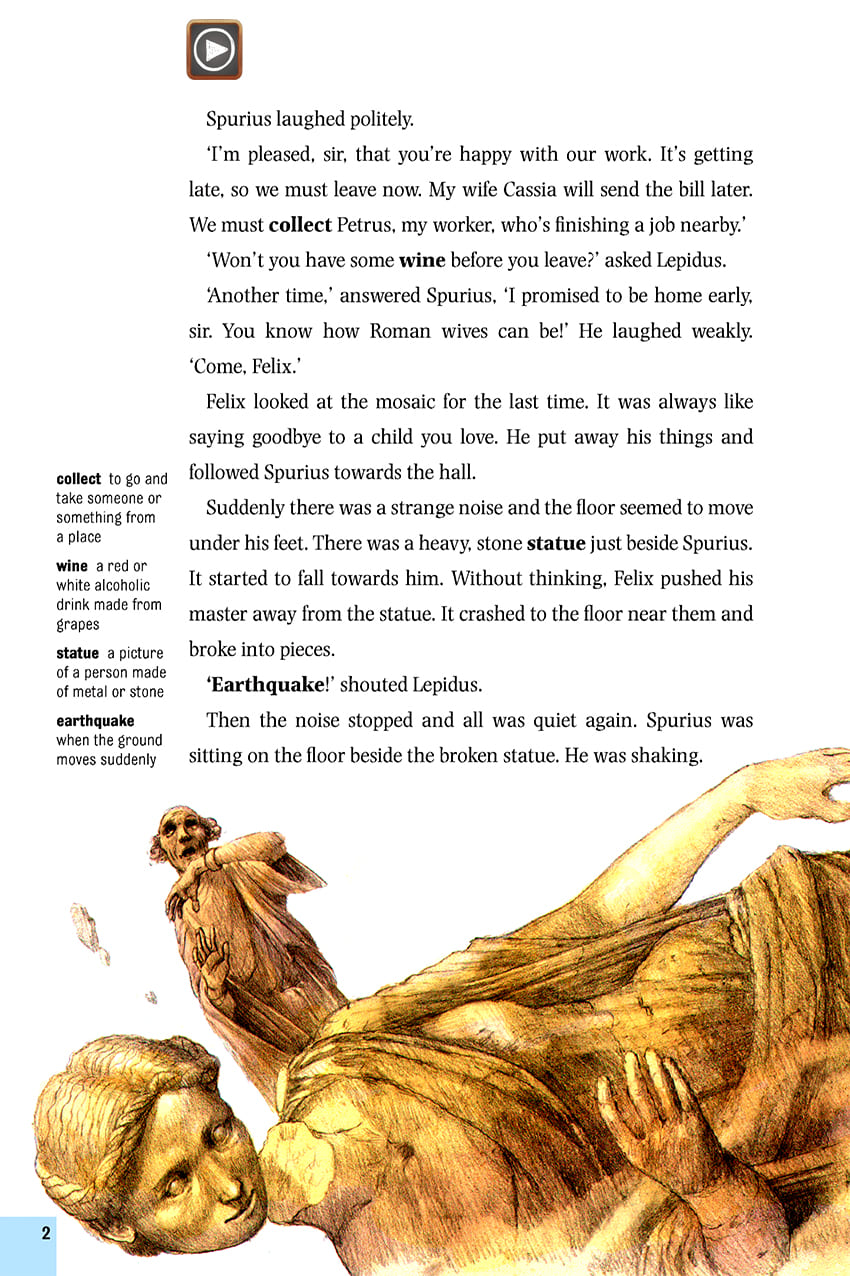 Spurius laughed politely.
‘I’m pleased, sir, that you’re happy with our work. It’s getting
late, so we must leave now. My wife Cassia will send the bill later.
We must collect Petrus, my worker, who’s finishing a job nearby.’
‘Won’t you have some wine before you leave?’ asked Lepidus.
‘Another time,’ answered Spurius, ‘I promised to be home early,
sir. You know how Roman wives can be!’ He laughed weakly.
‘Come, Felix.’
Felix looked at the mosaic for the last time. It was always like
saying goodbye to a child you love. He put away his things and
followed Spurius towards the hall.
Suddenly there was a strange noise and the floor seemed to move
under his feet. There was a heavy, stone statue just beside Spurius.
It started to fall towards him. Without thinking, Felix pushed his
master away from the statue. It crashed to the floor near them and
broke into pieces.
‘Earthquake!’ shouted Lepidus.
Then the noise stopped and all was quiet again. Spurius was
sitting on the floor beside the broken statue. He was shaking.
collect to go and
take someone or
something from
a place
wine a red or
white alcoholic
drink made from
grapes
statue a picture
of a person made
of metal or stone
earthquake
when the ground
moves suddenly
2